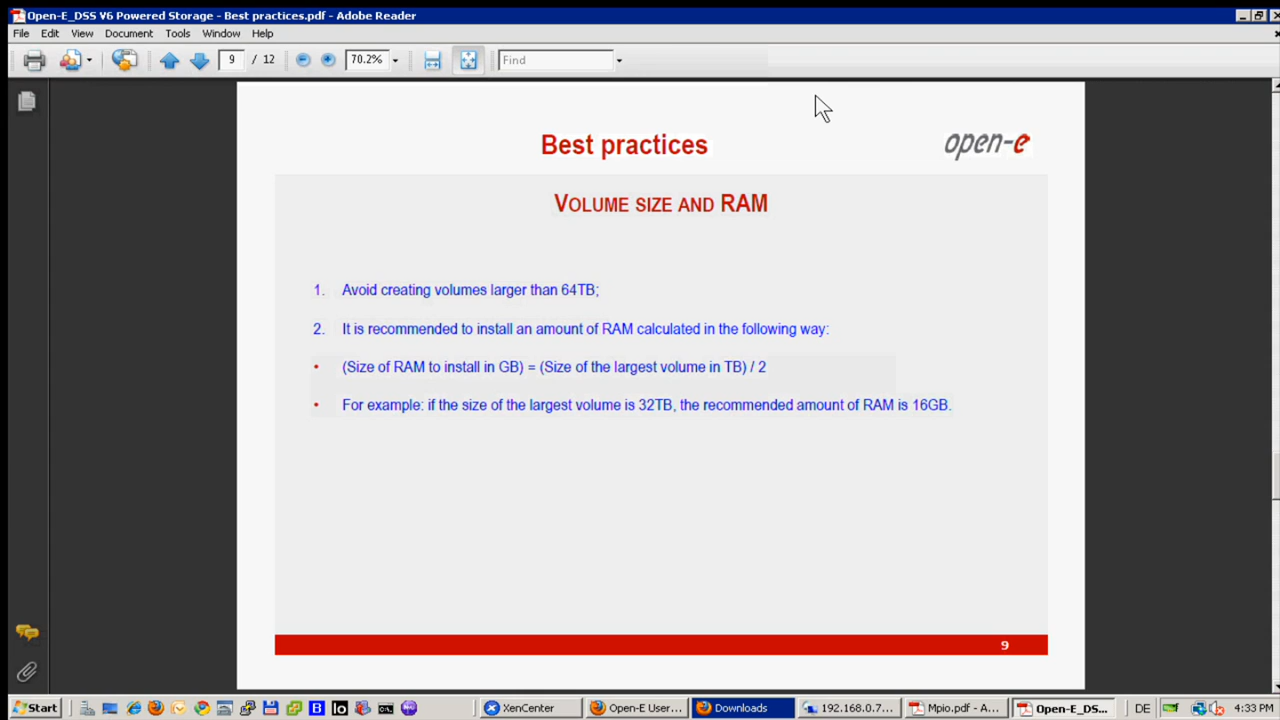 Open-E_DSS V6 Powered Storage - Best practices.pdf - Adobe Reader
File Edit View Document Tools Window Help
9 / 12 70.2% Find
Best practices
open-e
VOLUME SIZE AND RAM
1. Avoid creating volumes larger than 64TB;
2. It is recommended to install an amount of RAM calculated in the following way:
• (Size of RAM to install in GB) = (Size of the largest volume in TB) / 2
• For example: if the size of the largest volume is 32TB, the recommended amount of RAM is 16GB.
9
Start XenCenter Open-E User... Downloads 192.168.0.7... Mpio.pdf - A... Open-E_DS... DE 4:33 PM